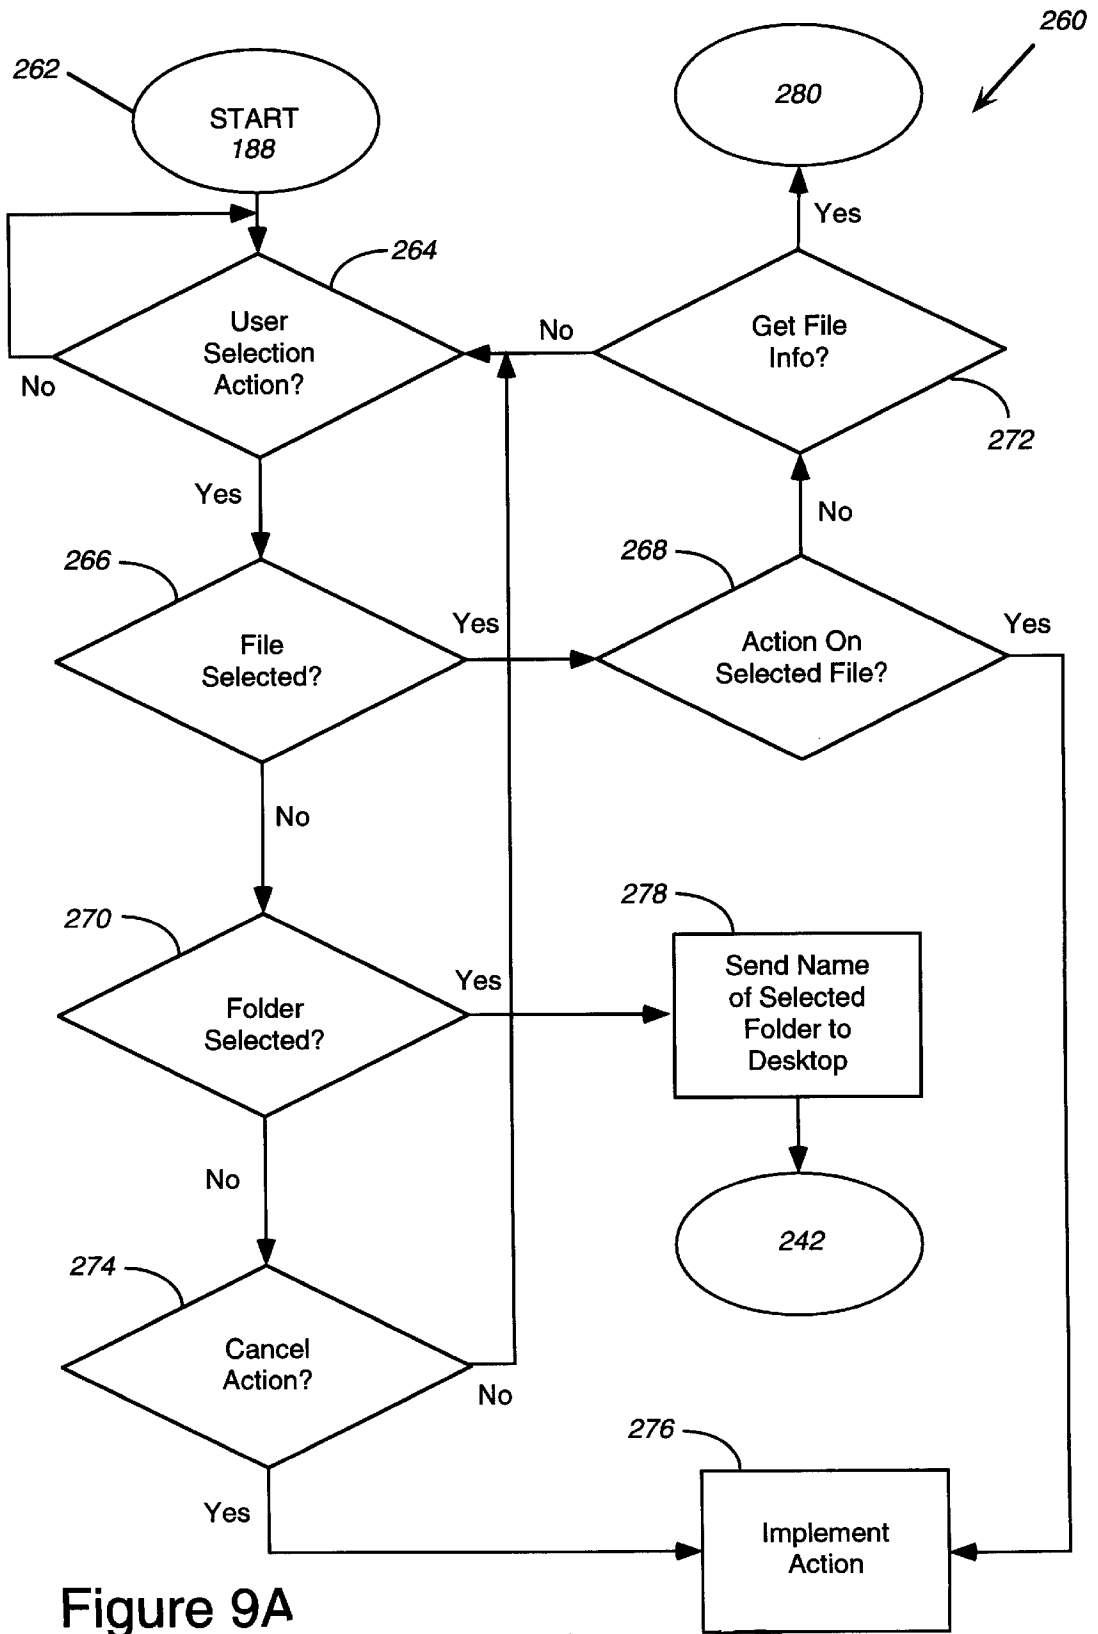 260
262
START
188
280
Yes
264
User
Selection
Action?
No
No
Get File
Info?
272
Yes
No
266
File
Selected?
Yes
268
Action On
Selected File?
Yes
No
270
Folder
Selected?
Yes
278
Send Name
of Selected
Folder to
Desktop
No
242
274
Cancel
Action?
No
276
Yes
Implement
Action
Figure 9A